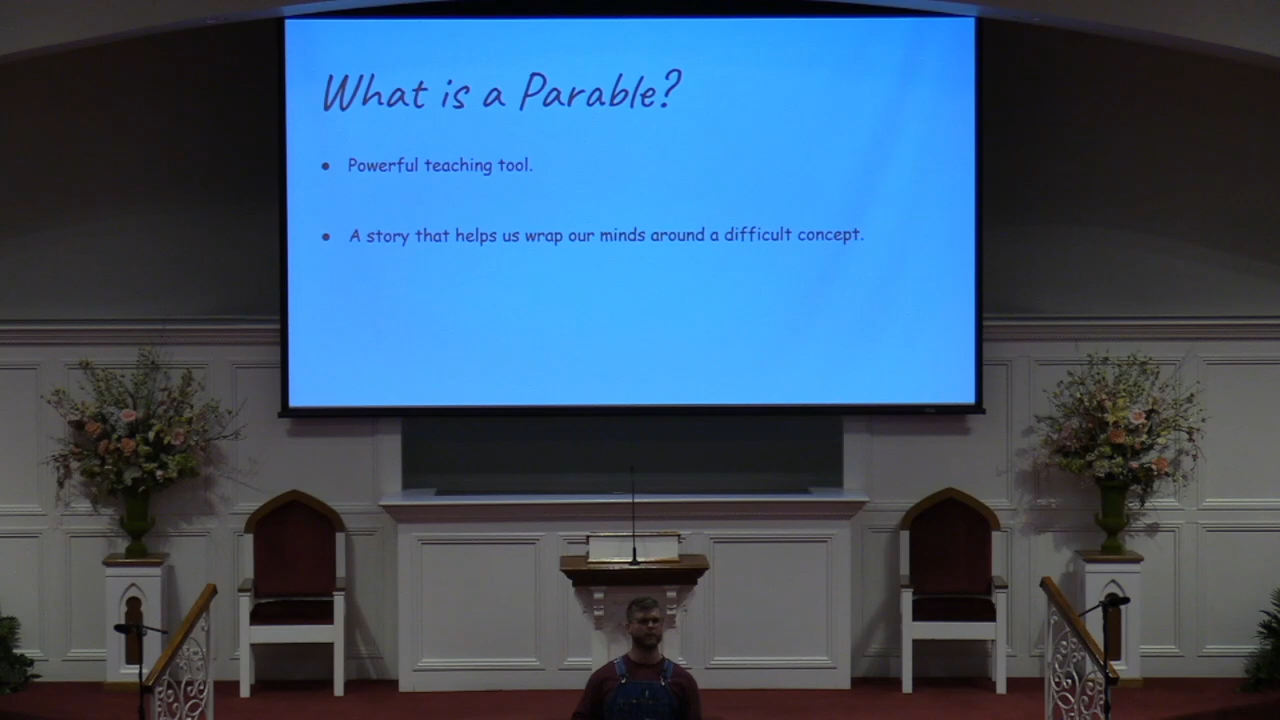 What is a Parable?
• Powerful teaching tool.
• A story that helps us wrap our minds around a difficult concept.